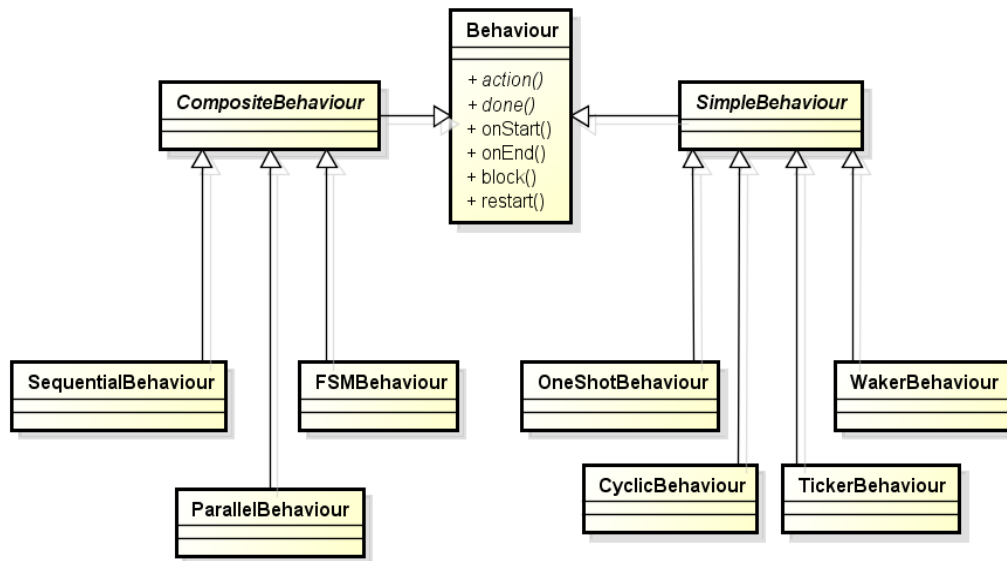 Behaviour
+ action()
+ done()
+ onStart()
+ onEnd()
+ block()
+ restart()
CompositeBehaviour
SimpleBehaviour
SequentialBehaviour
FSMBehaviour
ParallelBehaviour
OneShotBehaviour
WakerBehaviour
CyclicBehaviour
TickerBehaviour